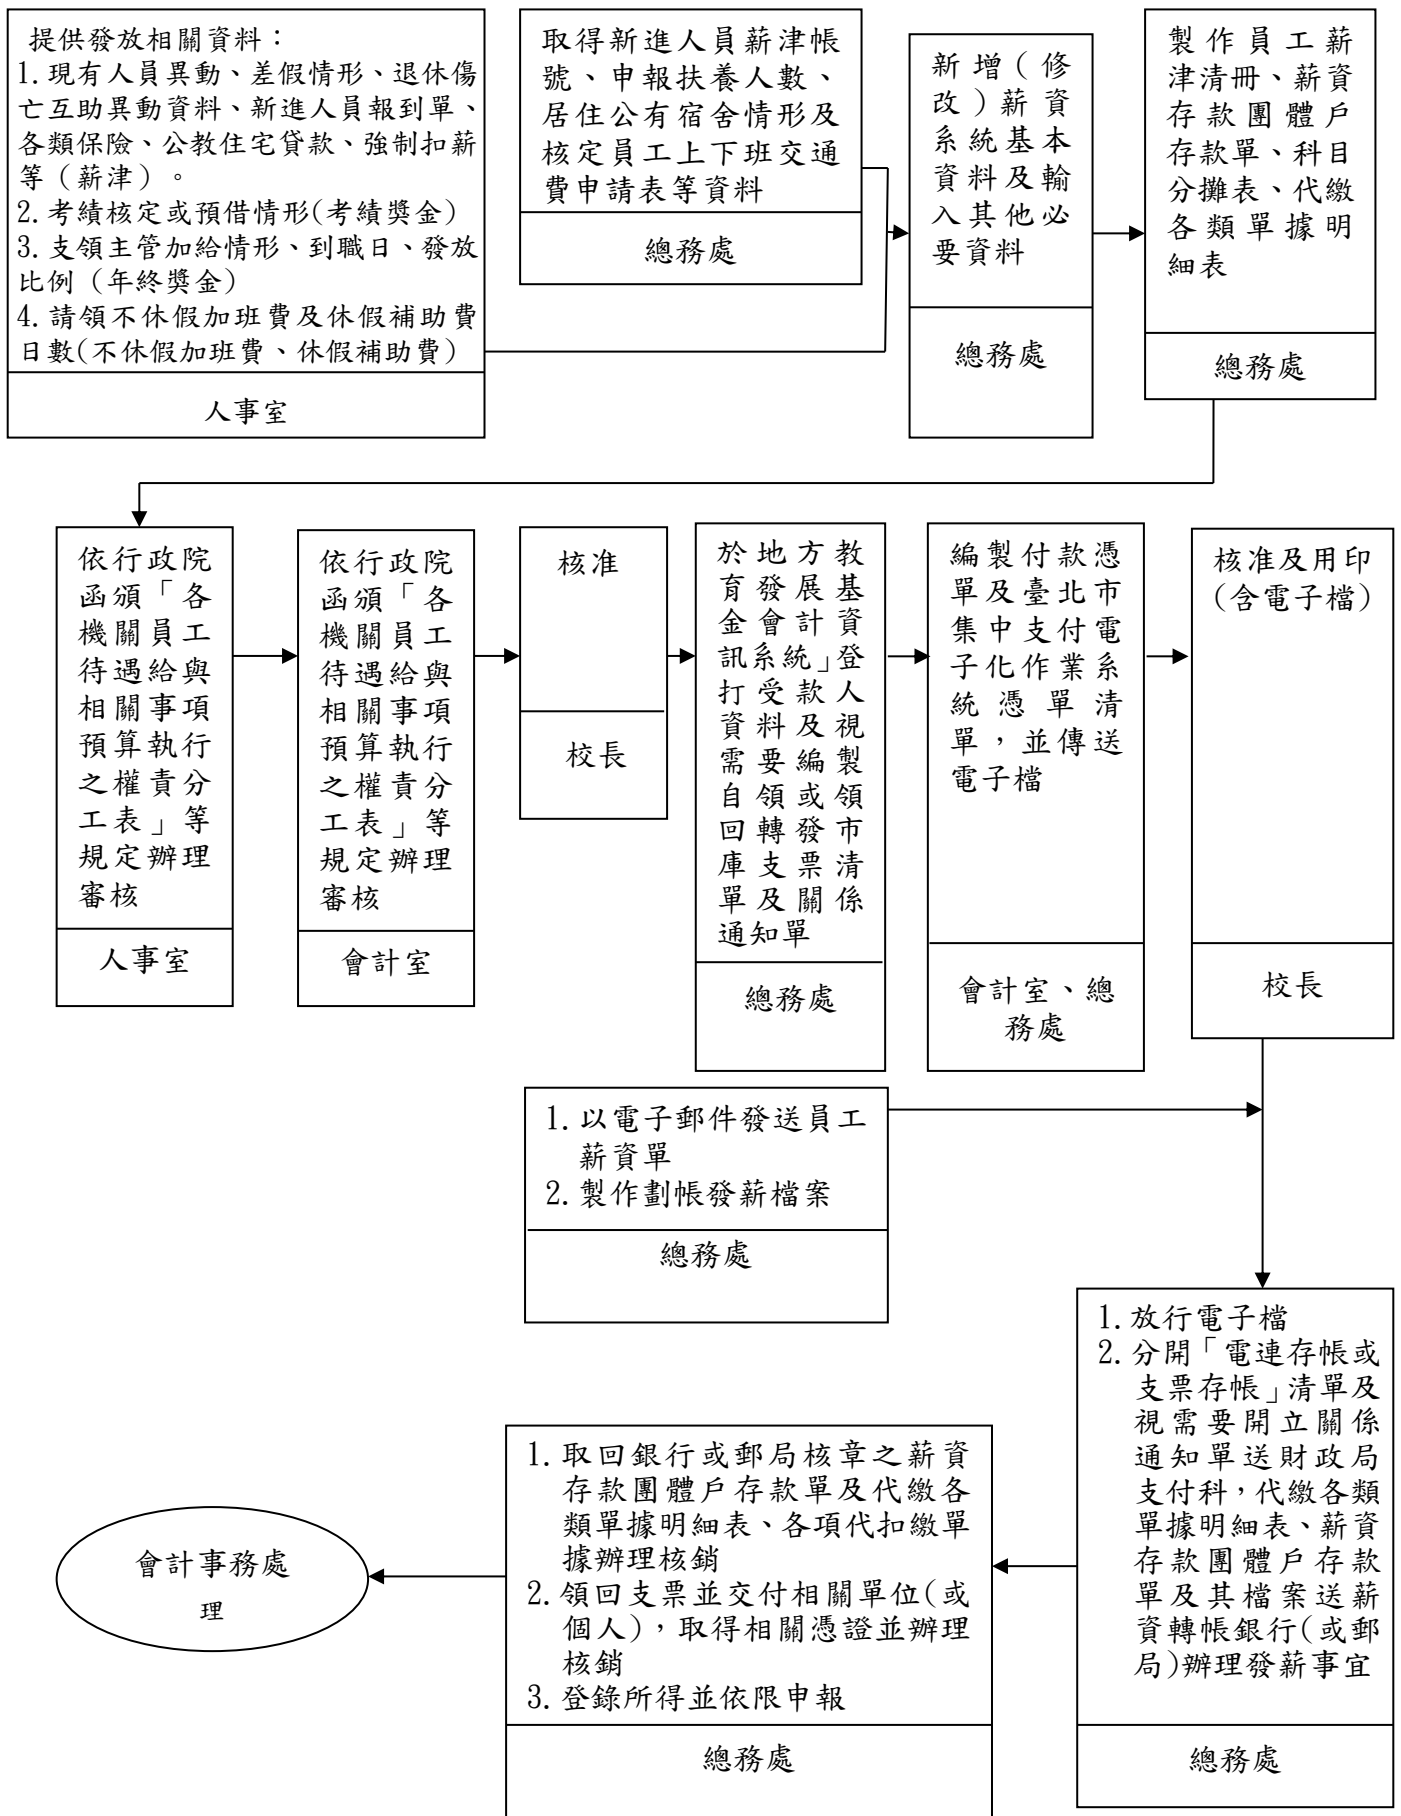 提供發放相關資料：
1.現有人員異動、差假情形、退休傷
亡互助異動資料、新進人員報到單、
各類保險、公教住宅貸款、強制扣薪
等（薪津）。
2.考績核定或預借情形(考績獎金)
3.支領主管加給情形、到職日、發放
比例（年終獎金)
4.請領不休假加班費及休假補助費
日數(不休假加班費、休假補助費)
人事室
取得新進人員薪津帳
號、申報扶養人數、
居住公有宿舍情形及
核定員工上下班交通
費申請表等資料
總務處
新增（修
改）薪資
系統基本
資料及輸
入其他必
要資料
總務處
製作員工薪
津清冊、薪資
存款團體戶
存款單、科目
分攤表、代繳
各類單據明
細表
總務處
依行政院
函頒「各
機關員工
待遇給與
相關事項
預算執行
之權責分
工表」等
規定辦理
審核
人事室
依行政院
函頒「各
機關員工
待遇給與
相關事項
預算執行
之權責分
工表」等
規定辦理
審核
會計室
核准
校長
於地方教
育發展基
金會計資
訊系統」登
打受款人
資料及視
需要編製
自領或領
回轉發市
庫支票清
單及關係
通知單
總務處
編製付款憑
單及臺北市
集中支付電
子化作業系
統憑單清
單，並傳送
電子檔
會計室、總
務處
核准及用印
(含電子檔)
校長
1.以電子郵件發送員工
薪資單
2.製作劃帳發薪檔案
總務處
1.放行電子檔
2.分開「電連存帳或
支票存帳」清單及
視需要開立關係
通知單送財政局
支付科，代繳各類
單據明細表、薪資
存款團體戶存款
單及其檔案送薪
資轉帳銀行(或郵
局)辦理發薪事宜
總務處
1.取回銀行或郵局核章之薪資
存款團體戶存款單及代繳各
類單據明細表、各項代扣繳單
據辦理核銷
2.領回支票並交付相關單位(或
個人)，取得相關憑證並辦理
核銷
3.登錄所得並依限申報
總務處
會計事務處
理